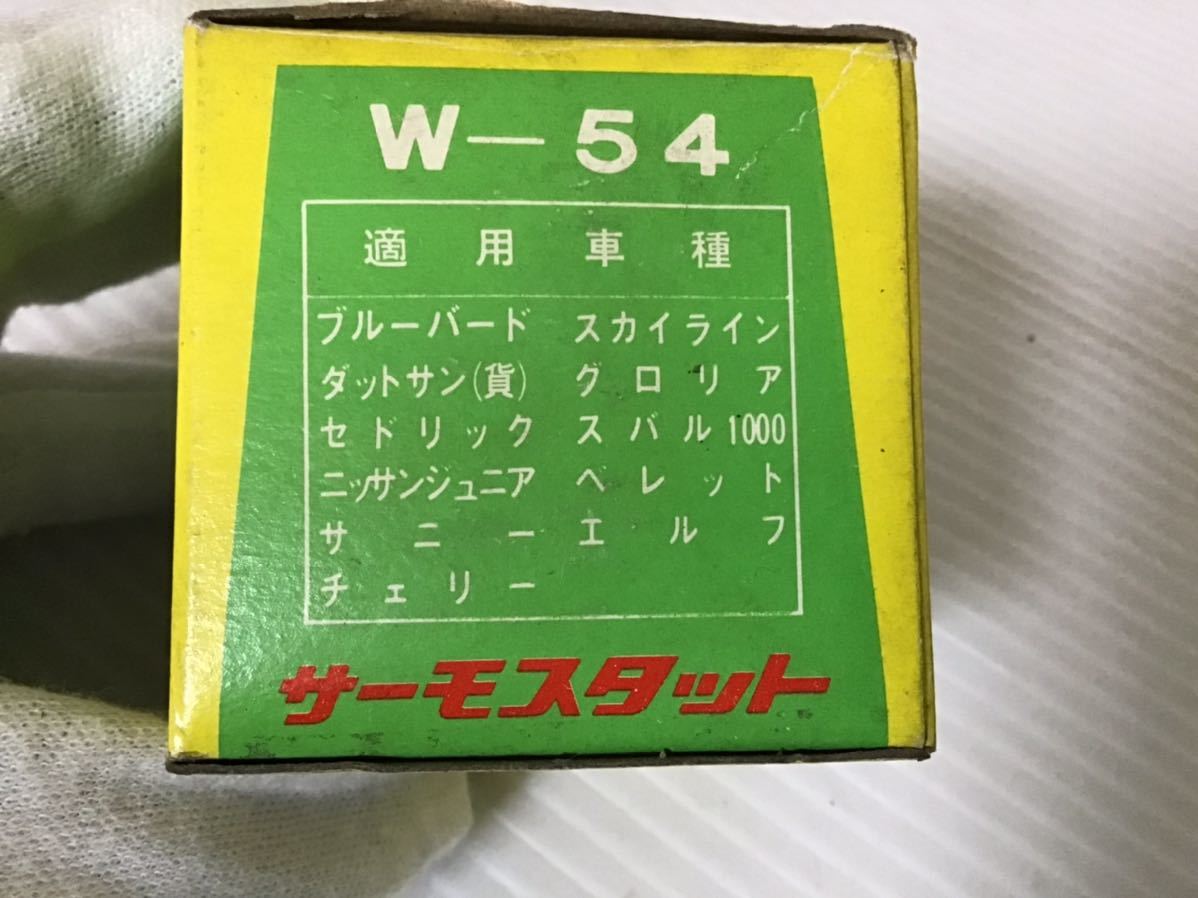 W-54
適用車種
ブルーバード スカイライン
ダットサン(貨) グロリア
セドリック スバル1000
ニッサンジュニア ベレット
サニー エルフ
チェリー
サーモスタット